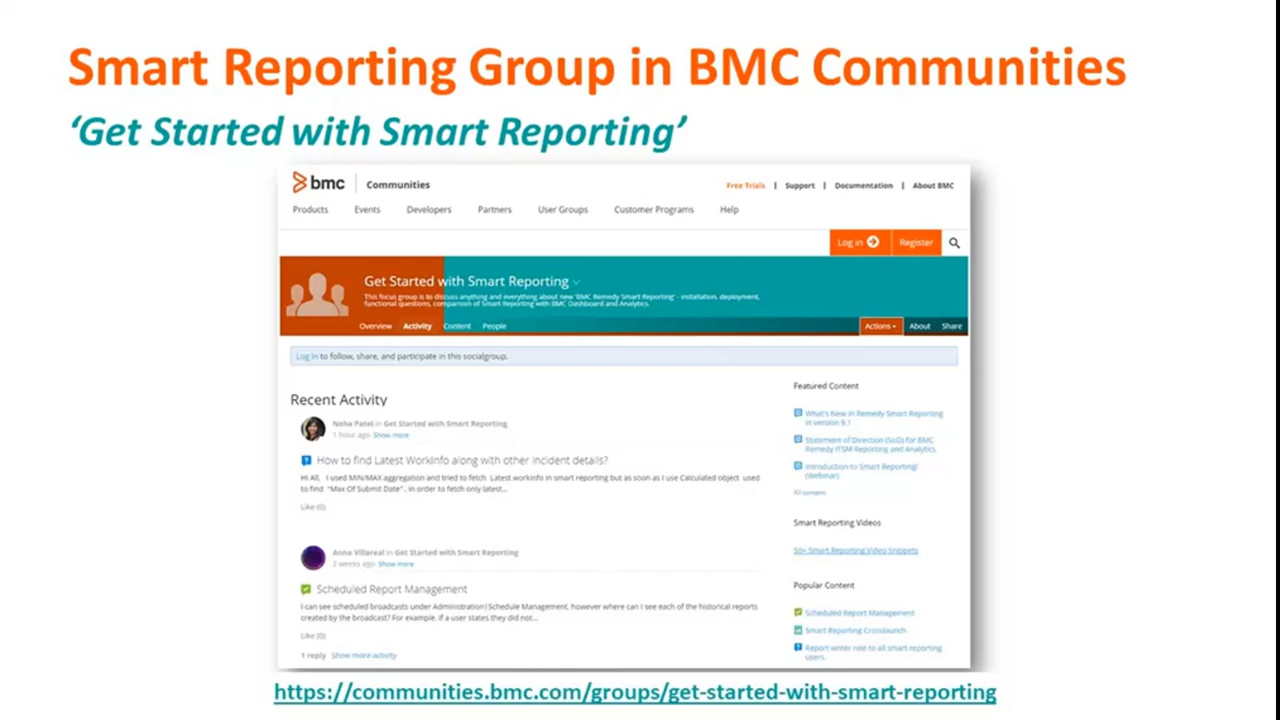 Smart Reporting Group in BMC Communities
‘Get Started with Smart Reporting’
bmc Communities
Free Trials | Support | Documentation | About BMC
Products Events Developers Partners User Groups Customer Programs Help
Log in Register
Get Started with Smart Reporting
This focus group is to discuss anything and everything about new 'BMC Remedy Smart Reporting' - installation, deployment,
functional questions, comparison of Smart Reporting with BMC Dashboard and Analytics.
Overview Activity Content People
Actions About Share
Log in to follow, share, and participate in this socialgroup.
Recent Activity
Neha Patel in Get Started with Smart Reporting
1 hour ago Show more
How to find Latest WorkInfo along with other Incident details?
Hi All, I used MIN/MAX aggregation and tried to fetch Latest workinfo in smart reporting but as soon as I use Calculated object used
to find "Max Of Submit Date" , in order to fetch only latest...
Like (0)
Anna Villareal in Get Started with Smart Reporting
2 weeks ago Show more
Scheduled Report Management
I can see scheduled broadcasts under Administration|Schedule Management, however where can I see each of the historical reports
created by the broadcast? For example, if a user states they did not...
Like (0)
1 reply Show more activity
Featured Content
What's New in Remedy Smart Reporting
in version 9.1
Statement of Direction (SoD) for BMC
Remedy ITSM Reporting and Analytics.
Introduction to Smart Reporting!
(Webinar)
All content
Smart Reporting Videos
50+ Smart Reporting Video Snippets
Popular Content
Scheduled Report Management
Smart Reporting Crosslaunch
Report writer role to all smart reporting
users.
https://communities.bmc.com/groups/get-started-with-smart-reporting